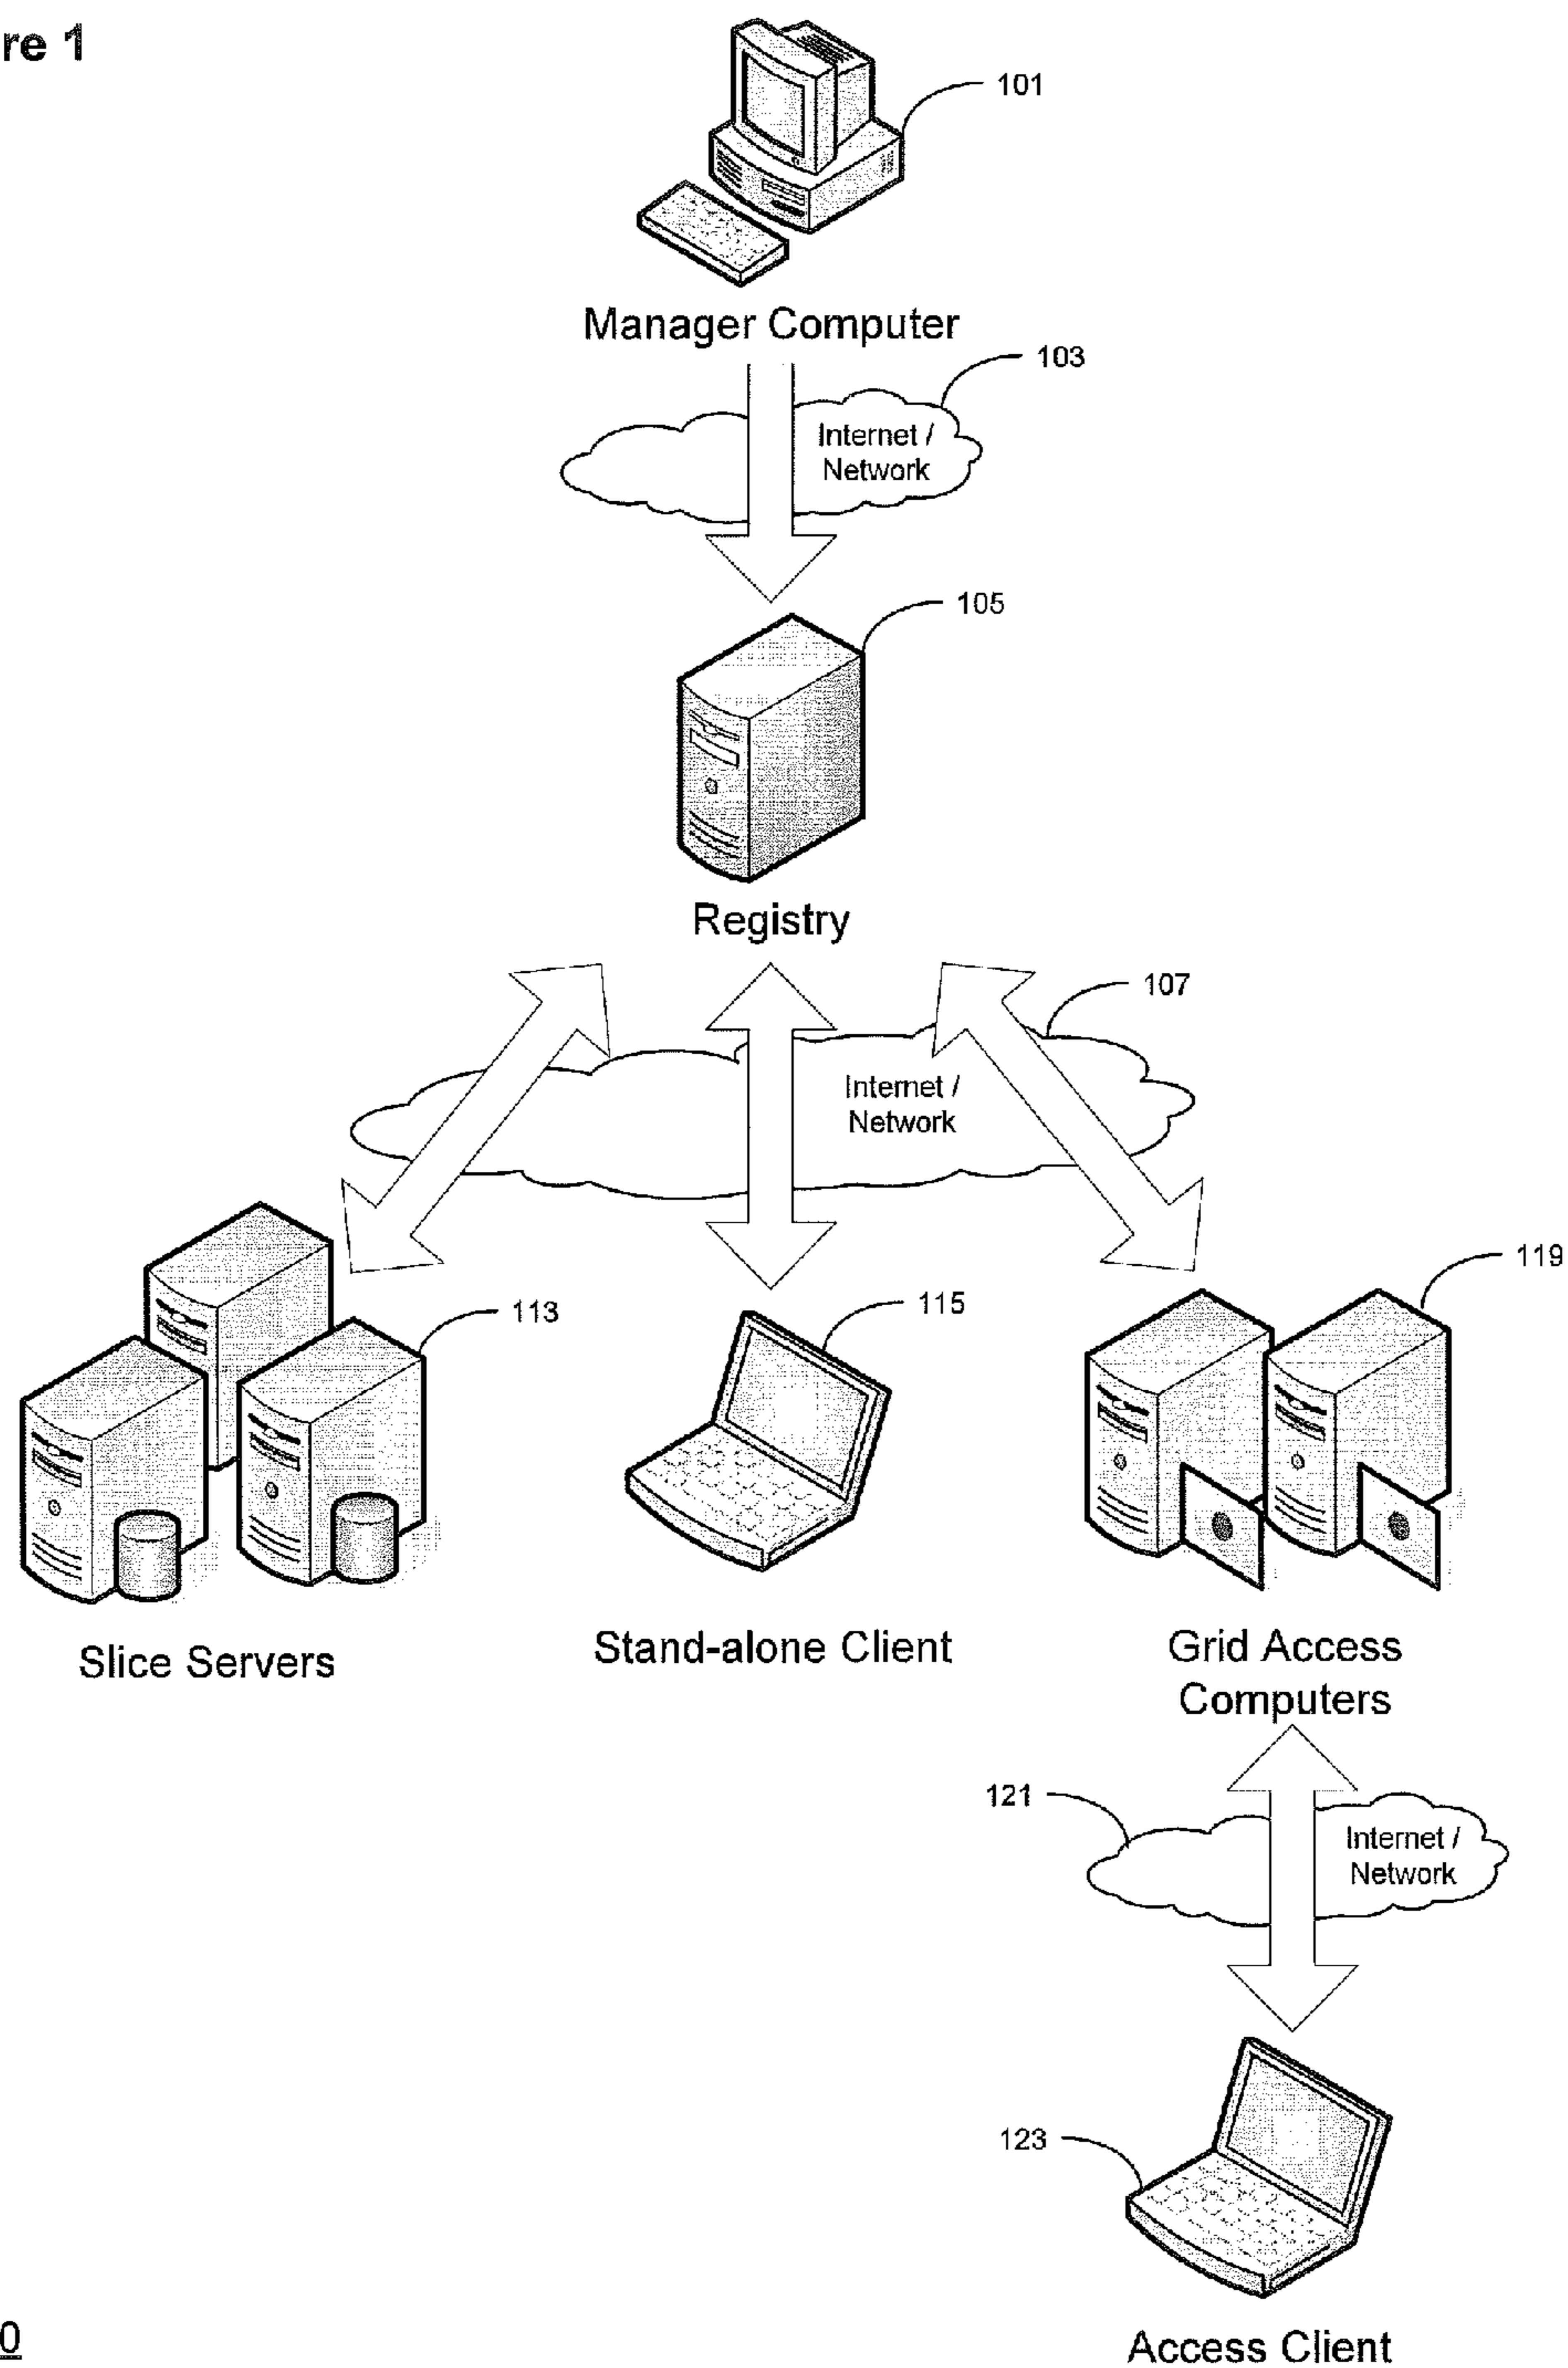 re 1
101
Manager Computer
103
Internet /
Network
105
Registry
107
Internet /
Network
119
113
115
Slice Servers
Stand-alone Client
Grid Access
Computers
121
Internet /
Network
123
0
Access Client